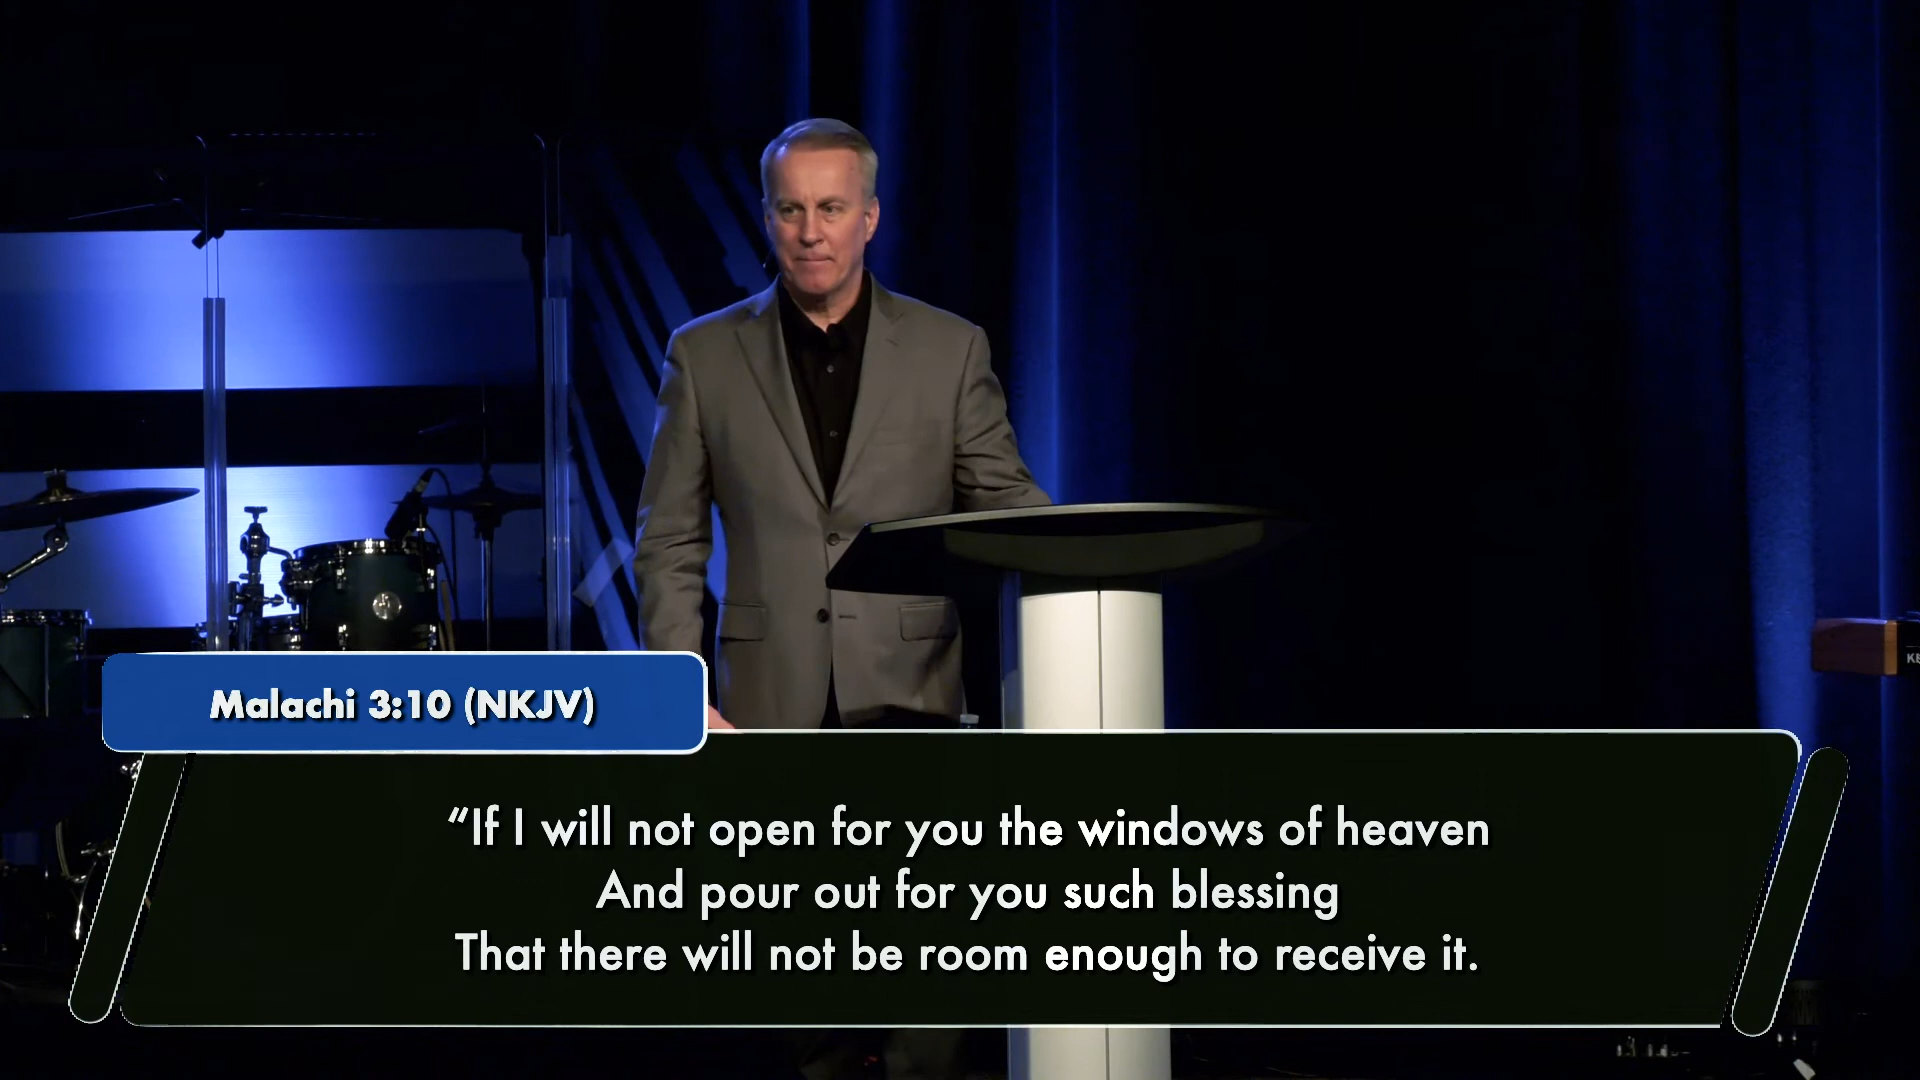 Malachi 3:10 (NKJV)
“If I will not open for you the windows of heaven
And pour out for you such blessing
That there will not be room enough to receive it.